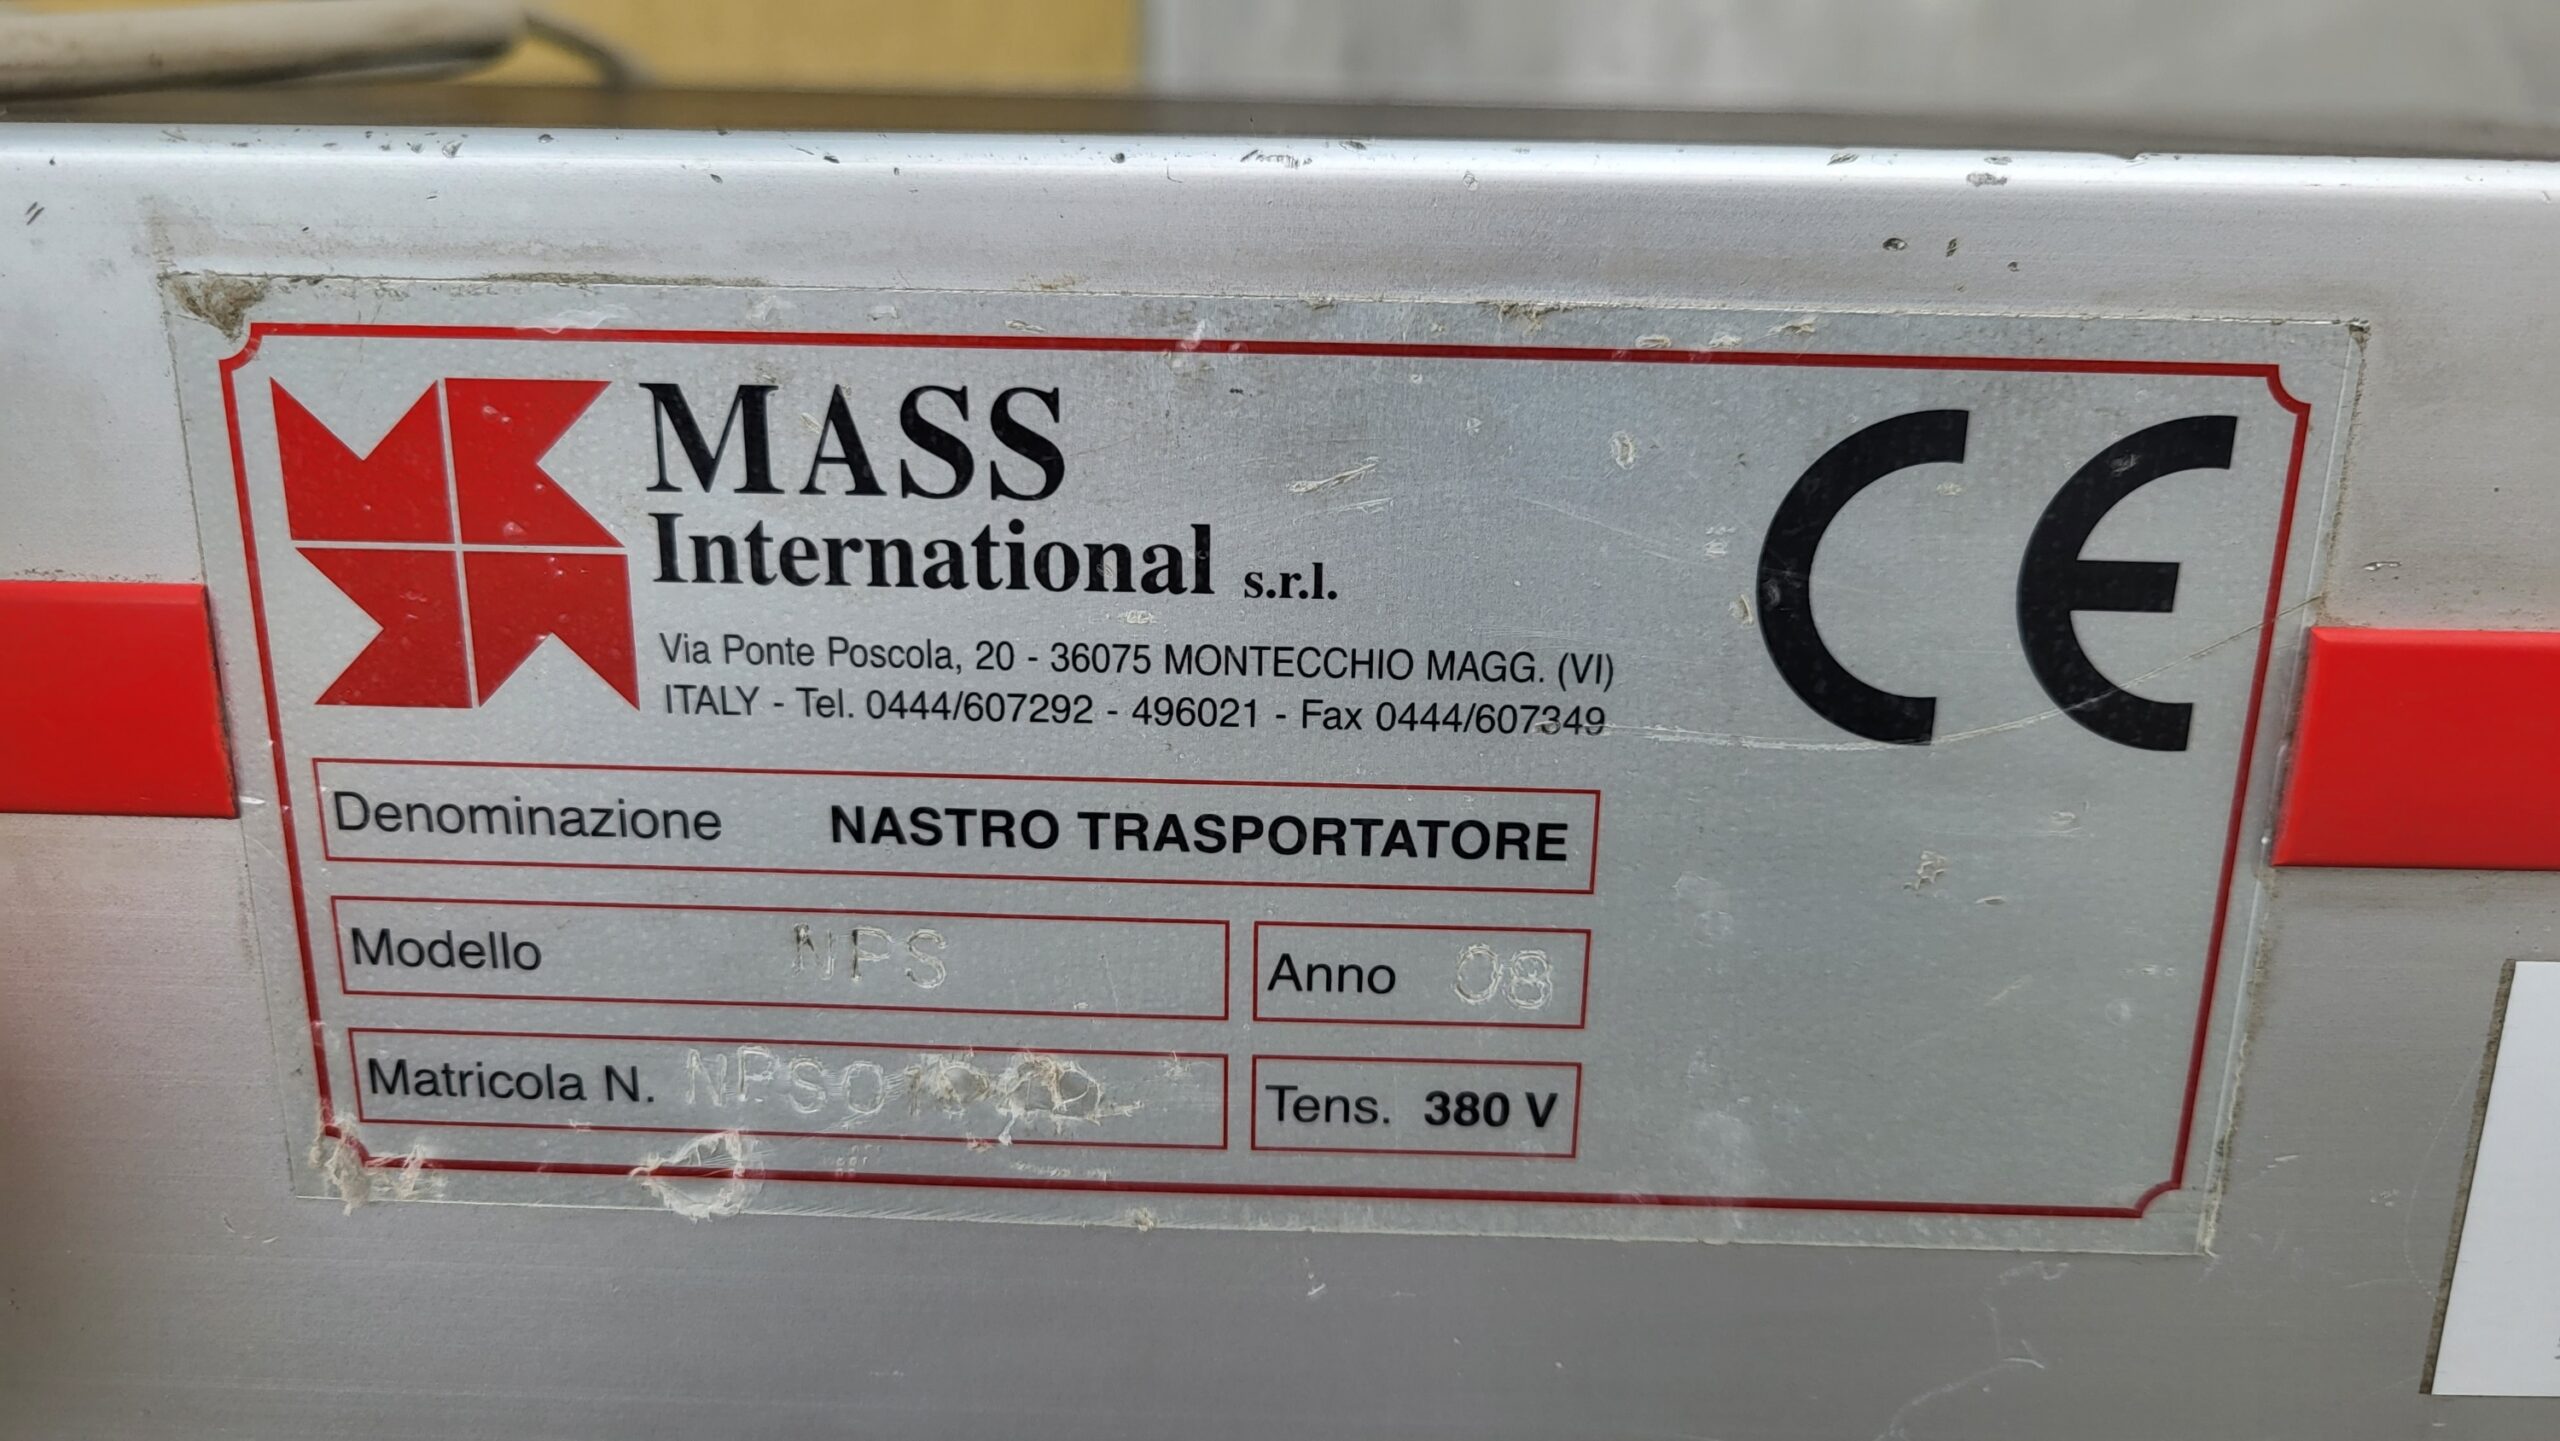 MASS
International s.r.l.
CE
Via Ponte Poscola, 20 - 36075 MONTECCHIO MAGG. (VI)
ITALY - Tel. 0444/607292 - 496021 - Fax 0444/607349
Denominazione NASTRO TRASPORTATORE
Modello NPS Anno 08
Matricola N.
Tens. 380 V